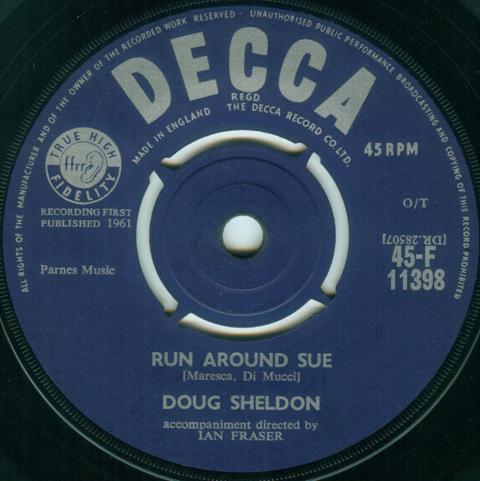 ALL RIGHTS OF THE MANUFACTURER AND OF THE OWNER OF THE RECORDED WORK RESERVED · UNAUTHORISED PUBLIC PERFORMANCE BROADCASTING AND COPYING OF THIS RECORD PROHIBITED
DECCA
REGD.
MADE IN ENGLAND THE DECCA RECORD CO. LTD.
TRUE HIGH
ffrr
FIDELITY
45 RPM
RECORDING FIRST
PUBLISHED 1961
O/T
[DR.28507]
Parnes Music
45-F
11398
RUN AROUND SUE
[Maresca, Di Mucci]
DOUG SHELDON
accompaniment directed by
IAN FRASER